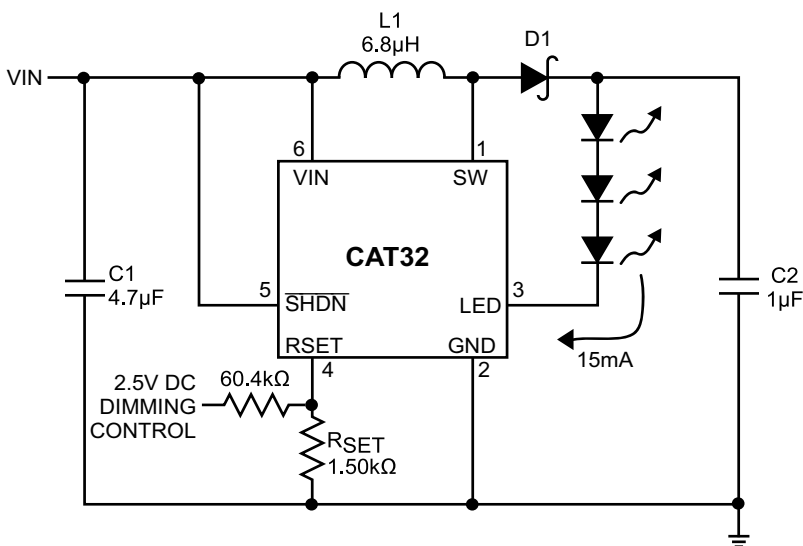 L1
6.8µH
D1
VIN
6
1
VIN
SW
CAT32
C1
4.7µF
5
SHDN
LED
3
C2
1µF
RSET
GND
4
2
15mA
2.5V DC
DIMMING
CONTROL
60.4kΩ
RSET
1.50kΩ